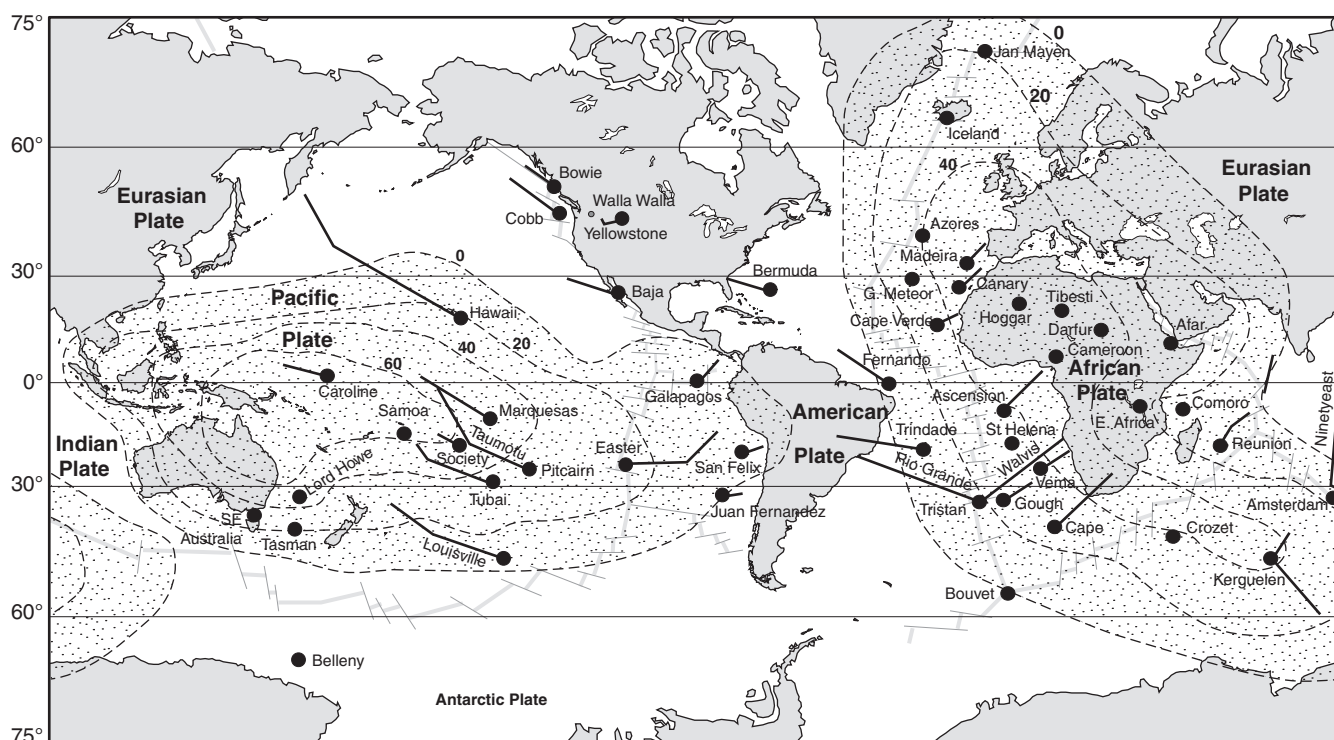 75°
0
Jan Mayen
20
Iceland
60°
40
Bowie
Eurasian
Plate
Eurasian
Plate
Walla Walla
Cobb
Yellowstone
Azores
Madeira
30°
0
Bermuda
Baja
G. Meteor
Canary
Tibesti
Hoggar
Pacific
Plate
Hawaii
Cape Verde
Darfur
Afar
20
40
60
Fernando
Cameroon
African
Plate
0°
Caroline
Galapagos
Ascension
E. Africa
Comoro
Samoa
Marquesas
American
Plate
Trindade
St Helena
Ninetyeast
Indian
Plate
Taumotu
Society
Easter
San Felix
Walvis
Reunion
Lord Howe
Pitcairn
Rio Grande
Vema
30°
Tubai
Juan Fernandez
Tristan
Gough
Amsterdam
SE
Australia
Tasman
Louisville
Cape
Crozet
Kerguelen
Bouvet
60°
Belleny
Antarctic Plate
75°